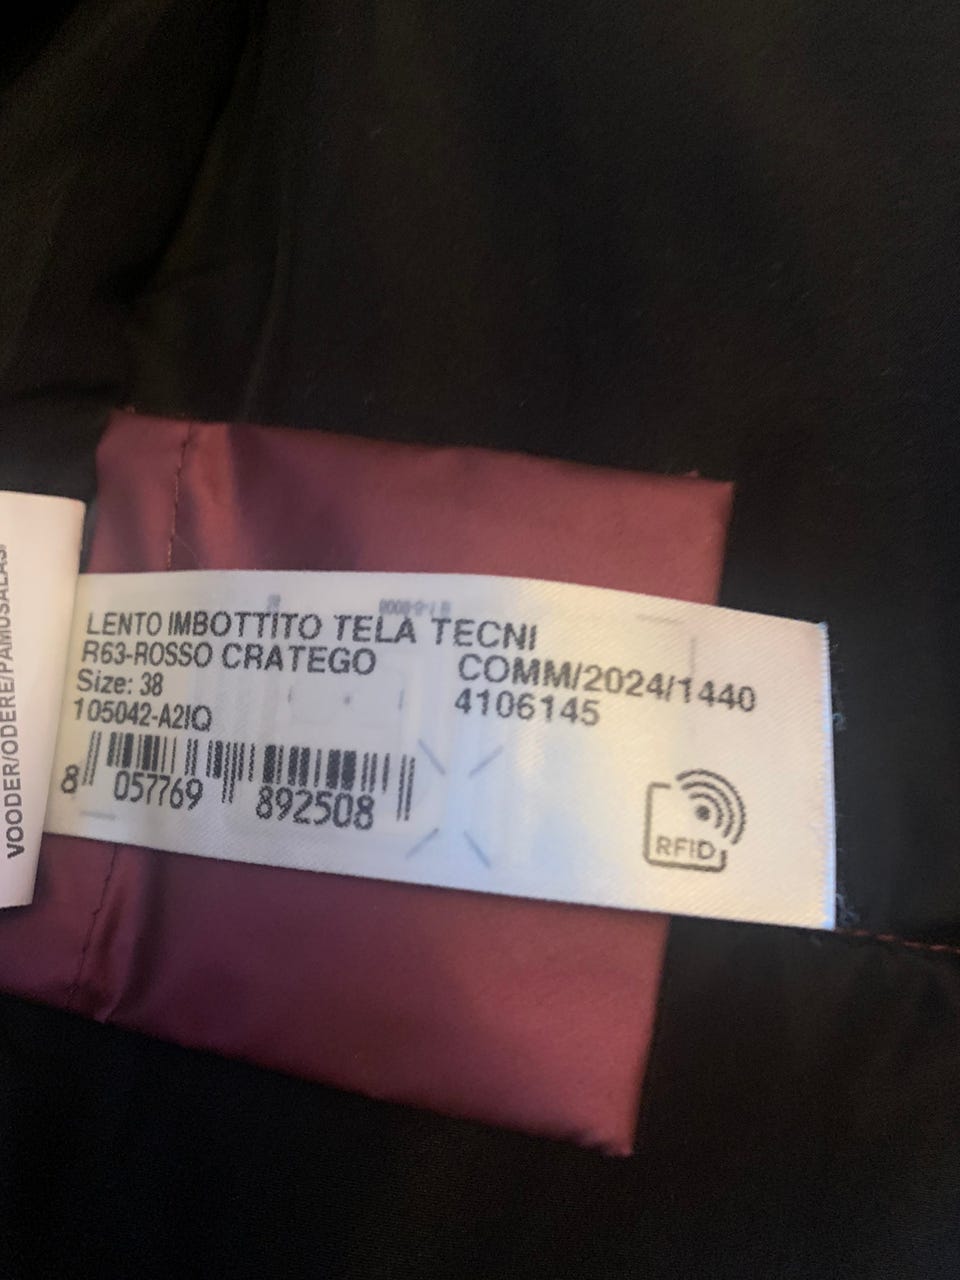 LENTO IMBOTTITO TELA TECNI
R63-ROSSO CRATEGO
COMM/2024/1440
Size: 38
4106145
105042-A2IQ
8 057769 892508
RFID
VOODER/ODERE/PAMUŠALAS/